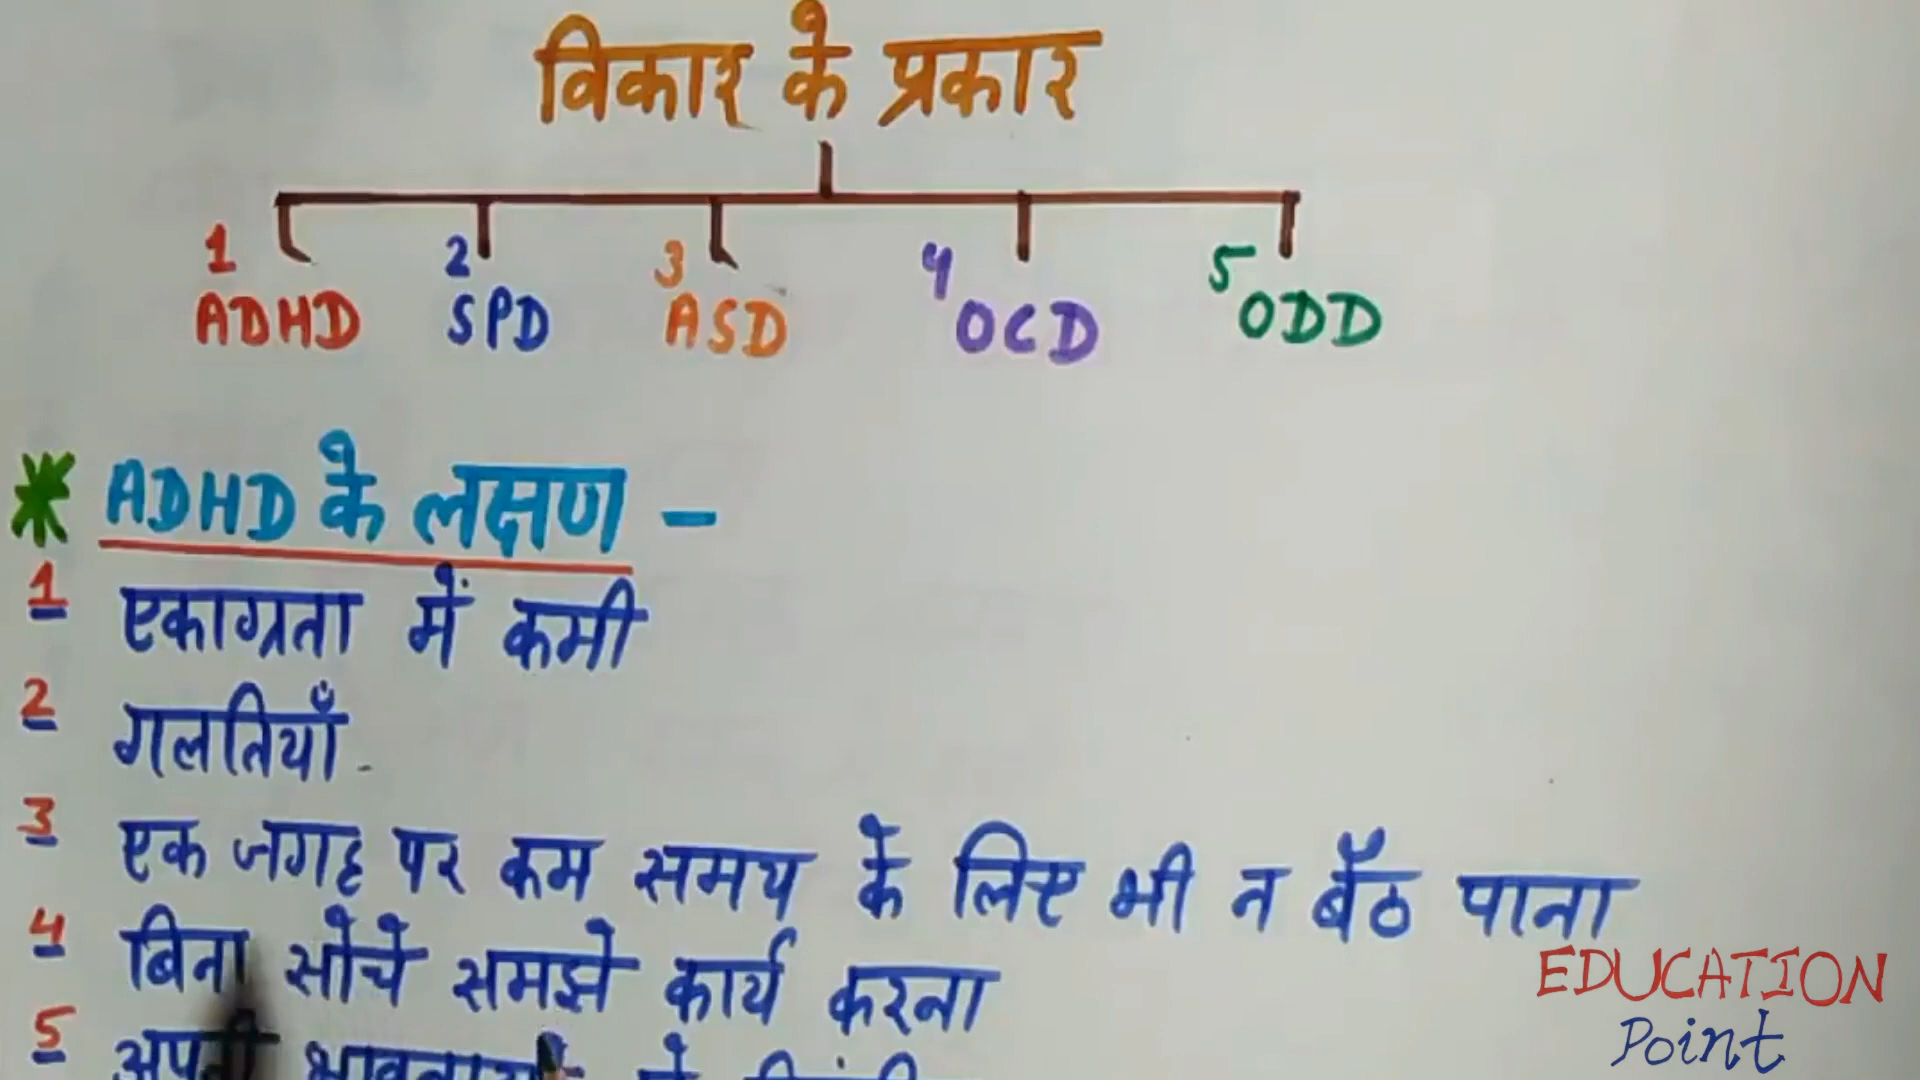 विकार के प्रकार
1 ADHD 2 SPD 3 ASD 4 OCD 5 ODD
* ADHD के लक्षण -
1 एकाग्रता में कमी
2 गलतियाँ -
3 एक जगह पर कम समय के लिए भी न बैठ पाना
4 बिना सोचे समझे कार्य करना
5 अपनी
EDUCATION
Point